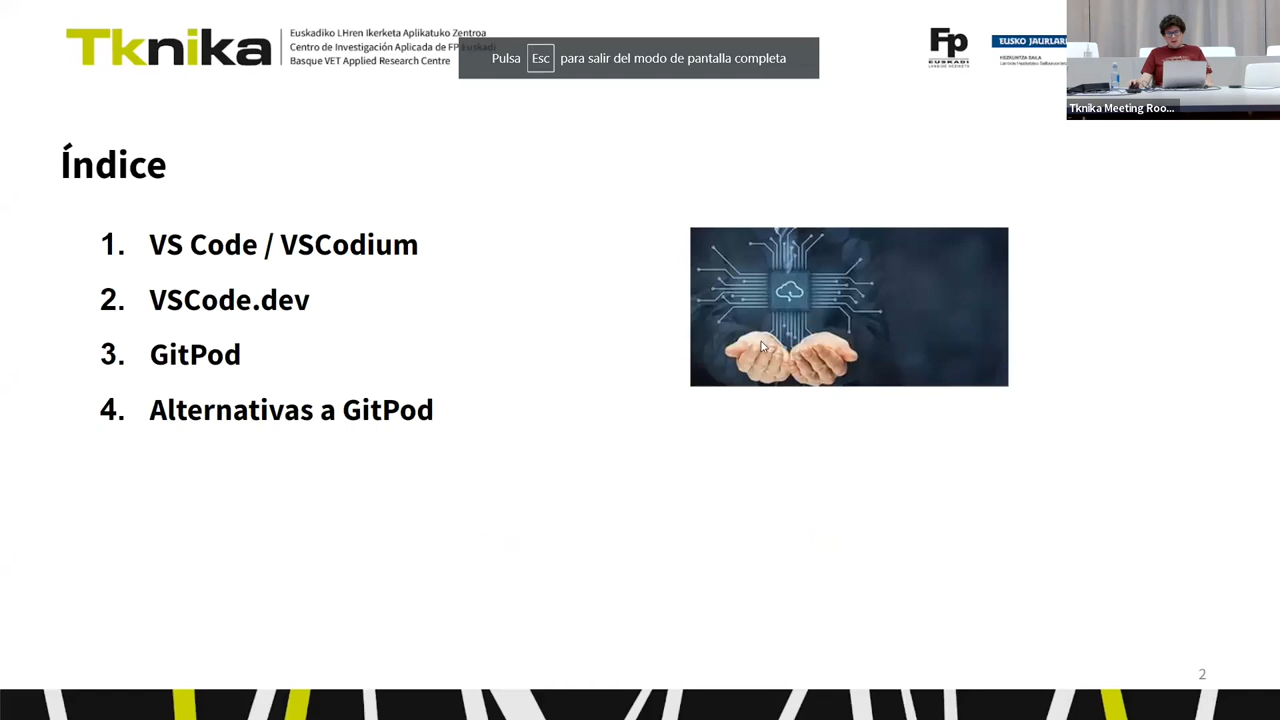 Tknika
Euskadiko LHren Ikerketa Aplikatuko Zentroa
Centro de Investigación Aplicada de FP Euskadi
Basque VET Applied Research Centre
Pulsa Esc para salir del modo de pantalla completa
Fp
EUSKADI
EUSKO JAURLAR
HEZKUNTZA SAILA
Tknika Meeting Roo...
Índice
1. VS Code / VSCodium
2. VSCode.dev
3. GitPod
4. Alternativas a GitPod
2